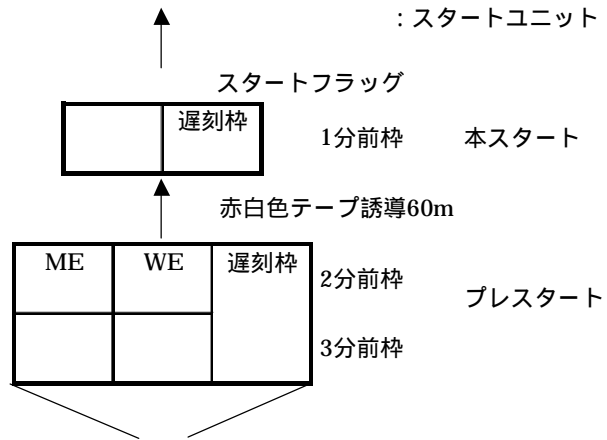 ：スタートユニット
スタートフラッグ
遅刻枠
1分前枠 本スタート
赤白色テープ誘導60m
ME WE 遅刻枠
2分前枠
プレスタート
3分前枠